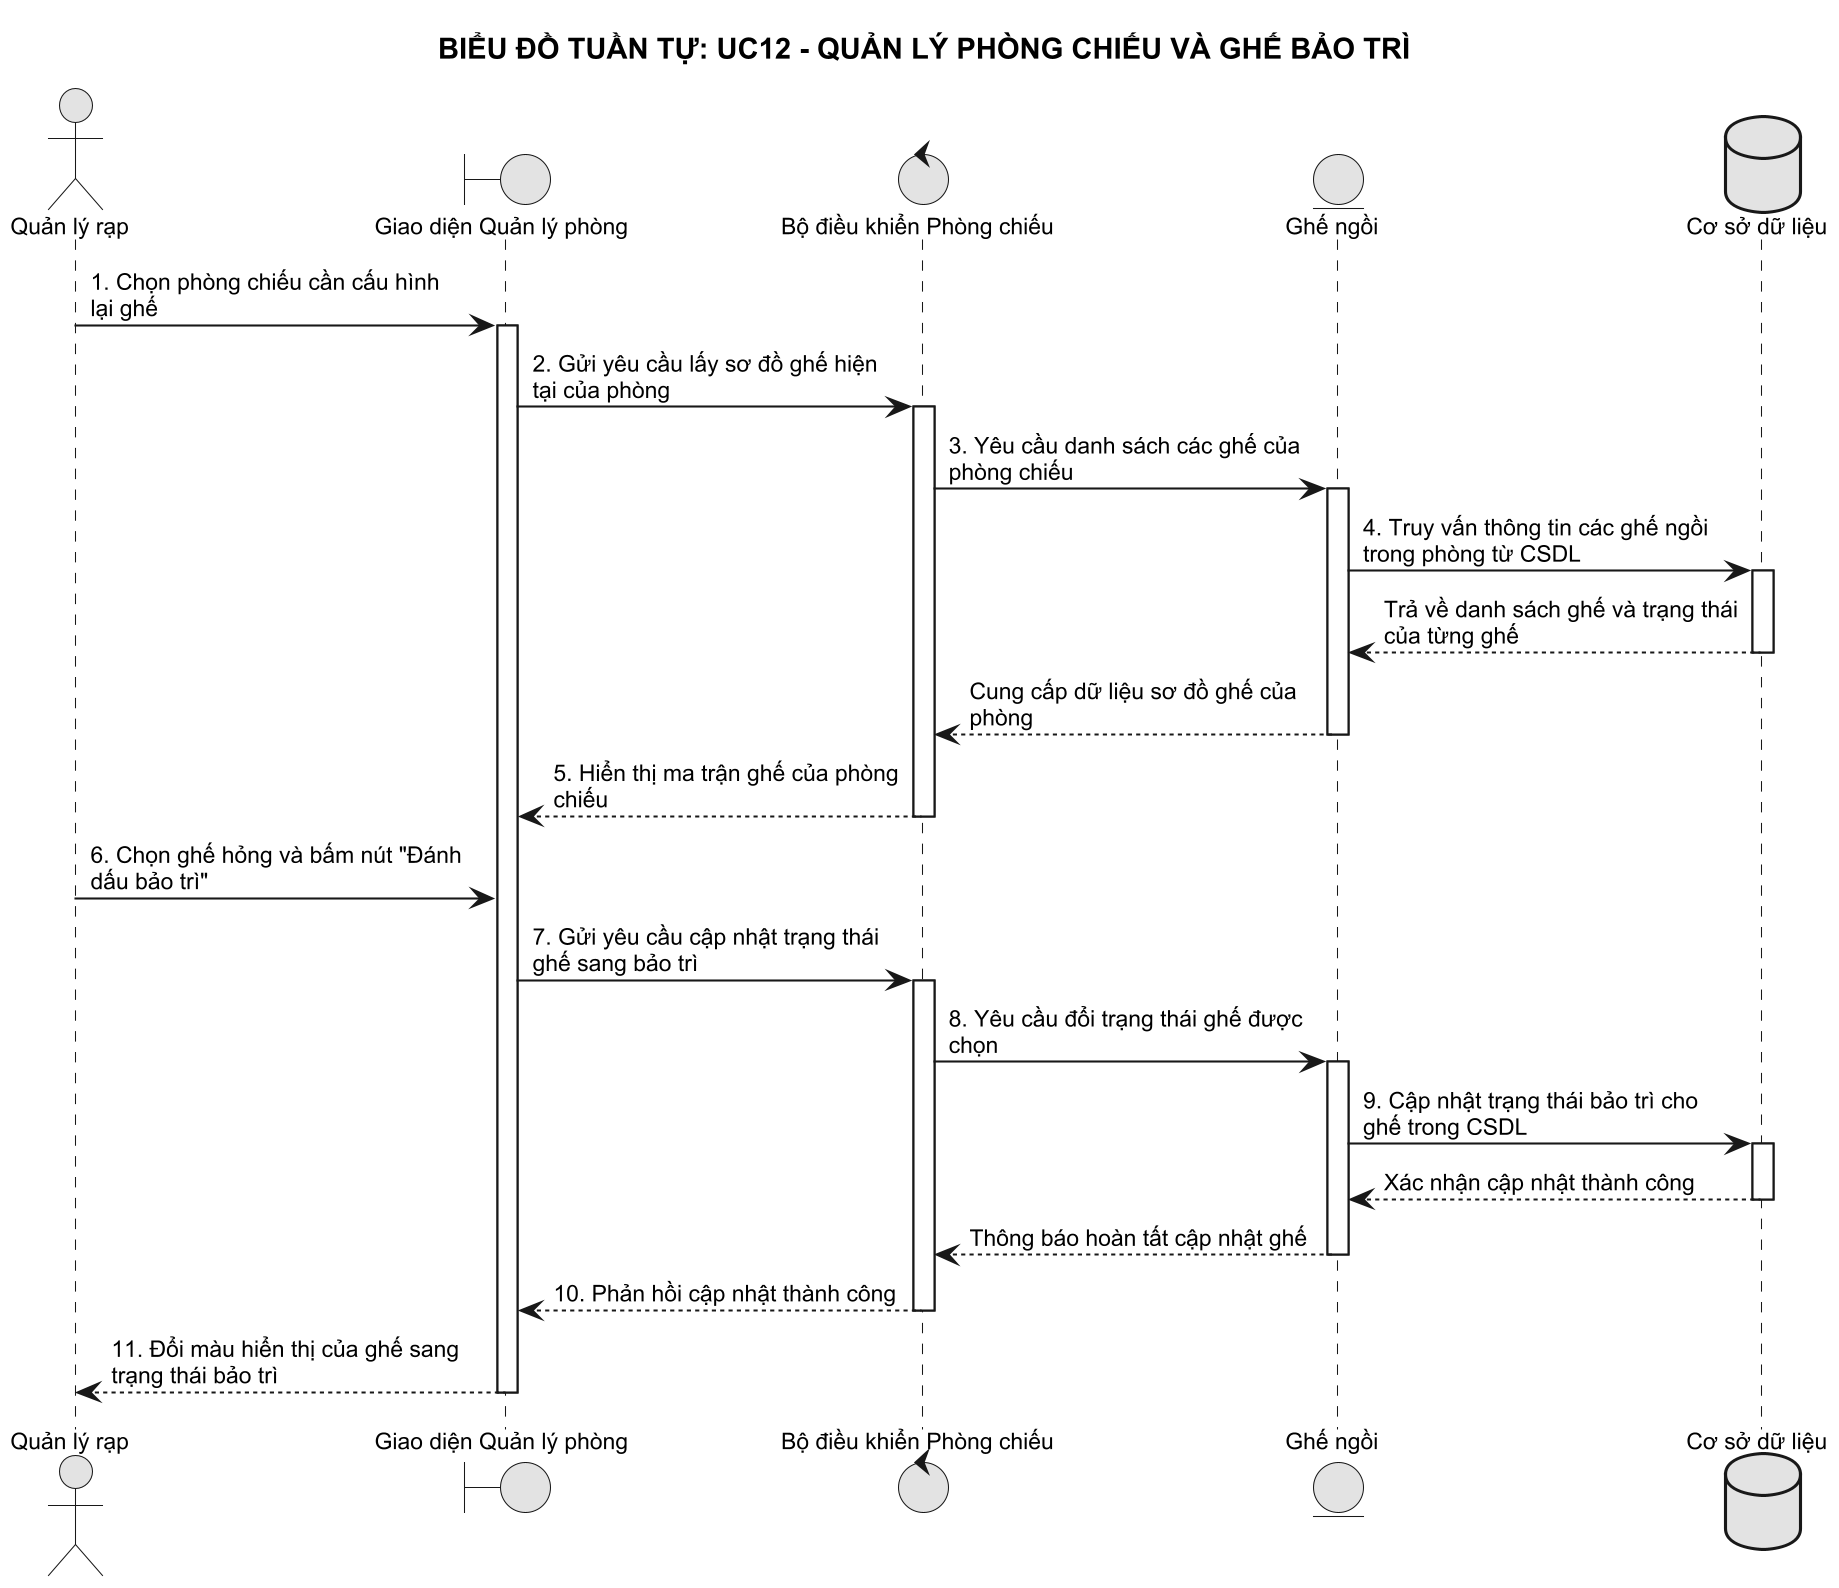 BIỂU ĐỒ TUẦN TỰ: UC12 - QUẢN LÝ PHÒNG CHIẾU VÀ GHẾ BẢO TRÌ
Quản lý rạp
Giao diện Quản lý phòng
Bộ điều khiển Phòng chiếu
Ghế ngồi
Cơ sở dữ liệu
1. Chọn phòng chiếu cần cấu hình
lại ghế
2. Gửi yêu cầu lấy sơ đồ ghế hiện
tại của phòng
3. Yêu cầu danh sách các ghế của
phòng chiếu
4. Truy vấn thông tin các ghế ngồi
trong phòng từ CSDL
Trả về danh sách ghế và trạng thái
của từng ghế
Cung cấp dữ liệu sơ đồ ghế của
phòng
5. Hiển thị ma trận ghế của phòng
chiếu
6. Chọn ghế hỏng và bấm nút "Đánh
dấu bảo trì"
7. Gửi yêu cầu cập nhật trạng thái
ghế sang bảo trì
8. Yêu cầu đổi trạng thái ghế được
chọn
9. Cập nhật trạng thái bảo trì cho
ghế trong CSDL
Xác nhận cập nhật thành công
Thông báo hoàn tất cập nhật ghế
10. Phản hồi cập nhật thành công
11. Đổi màu hiển thị của ghế sang
trạng thái bảo trì
Quản lý rạp
Giao diện Quản lý phòng
Bộ điều khiển Phòng chiếu
Ghế ngồi
Cơ sở dữ liệu